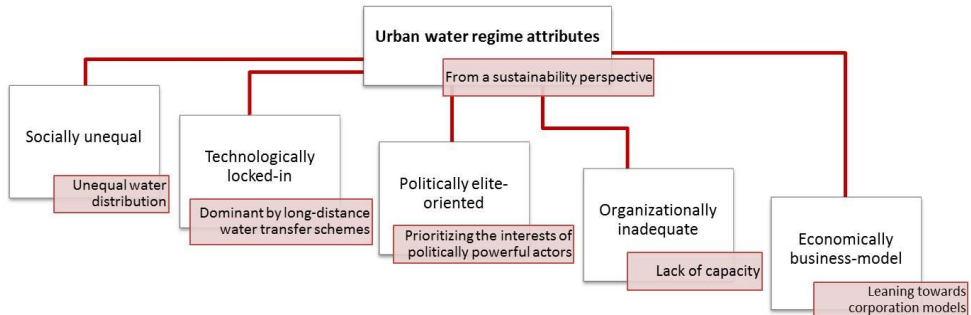 Urban water regime attributes
From a sustainability perspective
Socially unequal
Unequal water
distribution
Technologically
locked-in
Dominant by long-distance
water transfer schemes
Politically elite-
oriented
Prioritizing the interests of
politically powerful actors
Organizationally
inadequate
Lack of capacity
Economically
business-model
Leaning towards
corporation models